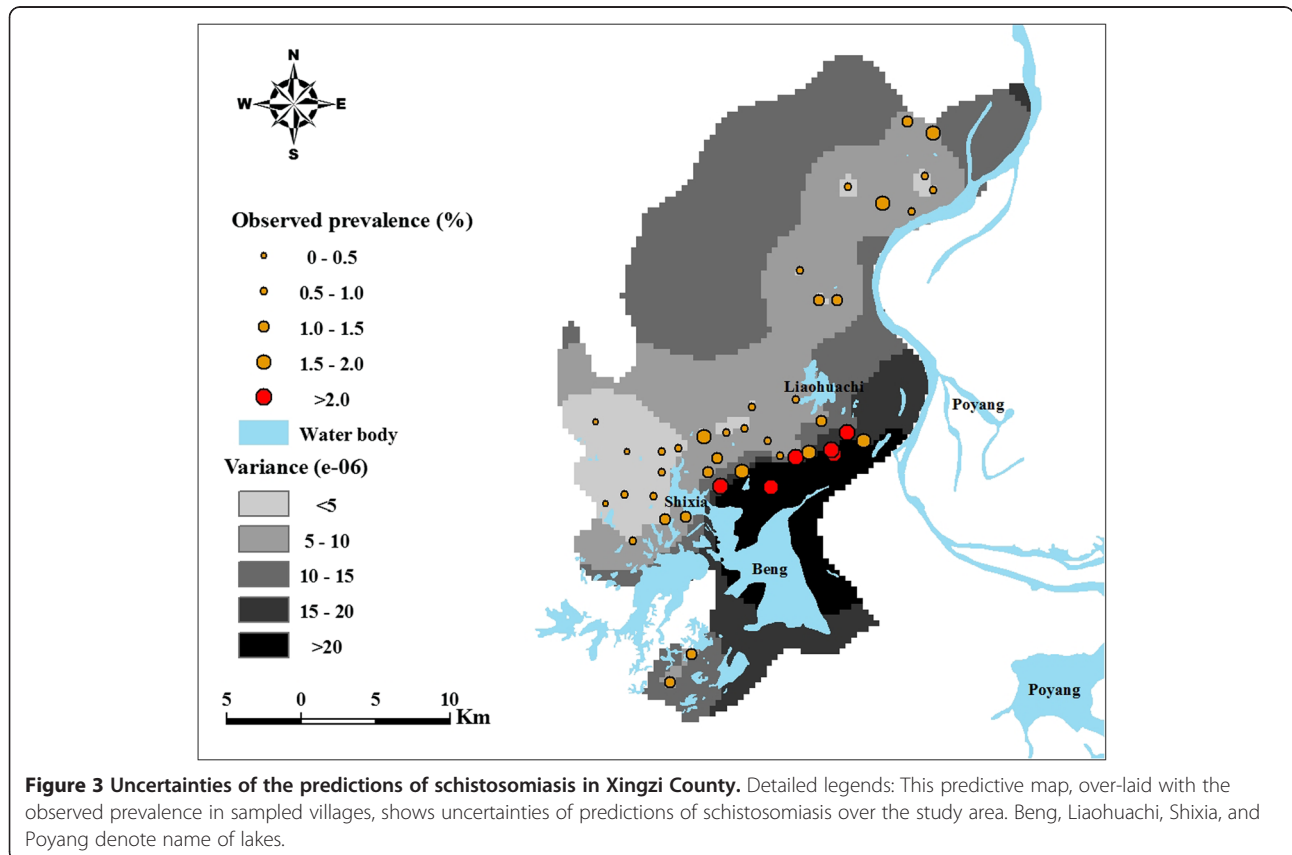 N
W E
S
Observed prevalence (%)
0 - 0.5
0.5 - 1.0
1.0 - 1.5
1.5 - 2.0
>2.0
Water body
Variance (e-06)
<5
5 - 10
10 - 15
15 - 20
>20
5 0 5 10
Km
Liaohuachi
Poyang
Shixia
Beng
Poyang
Figure 3 Uncertainties of the predictions of schistosomiasis in Xingzi County. Detailed legends: This predictive map, over-laid with the
observed prevalence in sampled villages, shows uncertainties of predictions of schistosomiasis over the study area. Beng, Liaohuachi, Shixia, and
Poyang denote name of lakes.